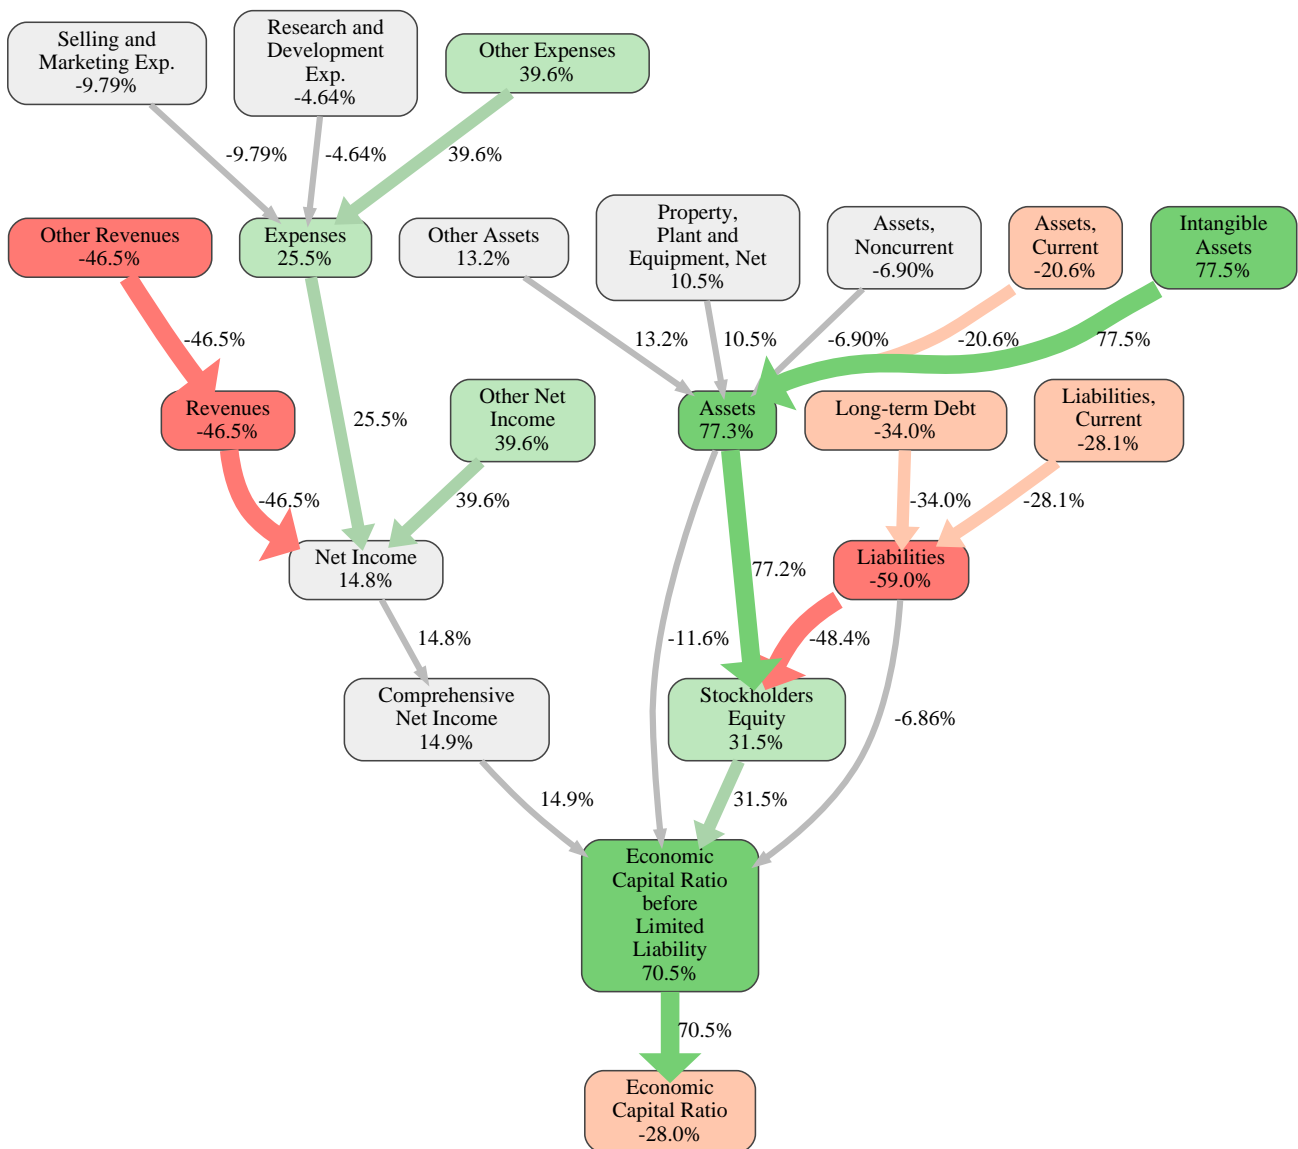 Selling and
Marketing Exp.
-9.79%
Research and
Development
Exp.
-4.64%
Other Expenses
39.6%
-9.79%
-4.64%
39.6%
Other Revenues
-46.5%
Expenses
25.5%
Other Assets
13.2%
Property,
Plant and
Equipment, Net
10.5%
Assets,
Noncurrent
-6.90%
Assets,
Current
-20.6%
Intangible
Assets
77.5%
-46.5%
13.2%
10.5%
-6.90%
-20.6%
77.5%
Revenues
-46.5%
25.5%
Other Net
Income
39.6%
Assets
77.3%
Long-term Debt
-34.0%
Liabilities,
Current
-28.1%
-46.5%
39.6%
-34.0%
-28.1%
Net Income
14.8%
77.2%
Liabilities
-59.0%
14.8%
-11.6%
-48.4%
Comprehensive
Net Income
14.9%
Stockholders
Equity
31.5%
-6.86%
14.9%
31.5%
Economic
Capital Ratio
before
Limited
Liability
70.5%
70.5%
Economic
Capital Ratio
-28.0%